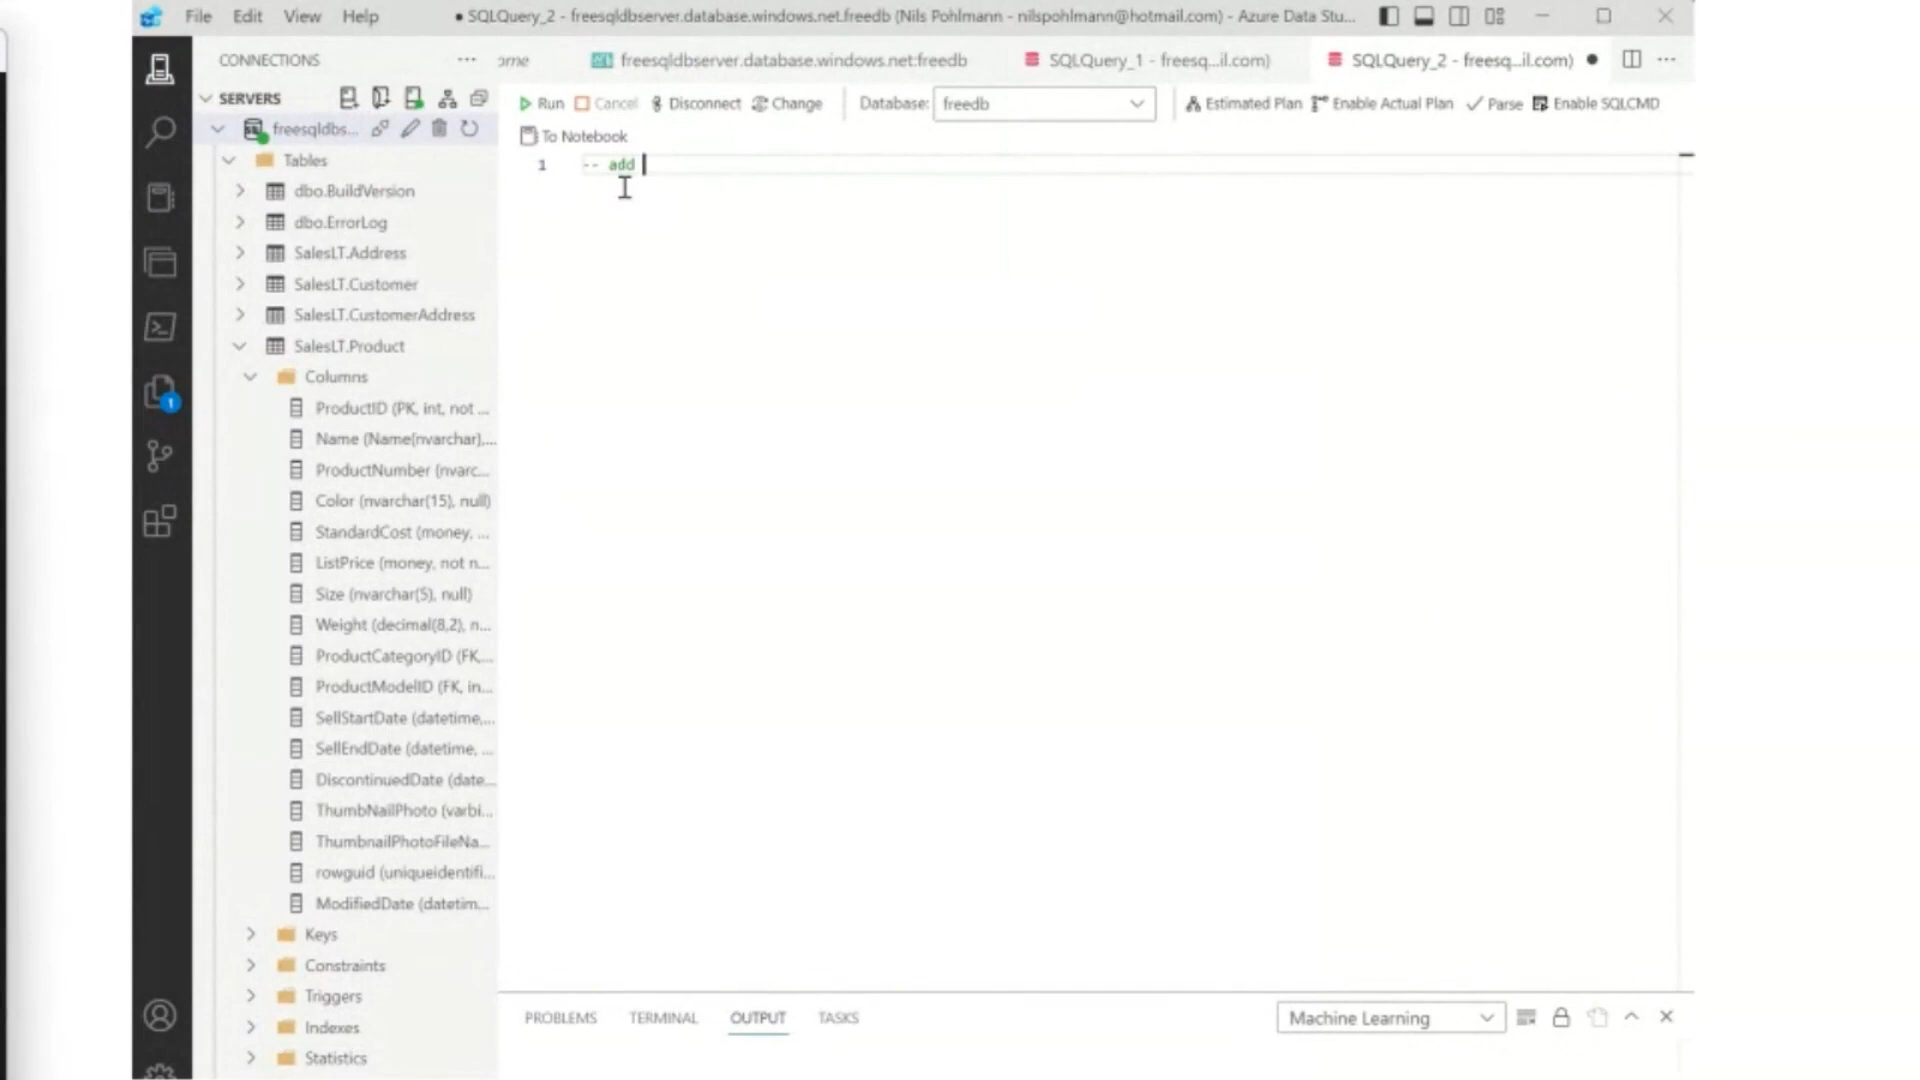 File Edit View Help
● SQLQuery_2 - freesqldbserver.database.windows.net.freedb (Nils Pohlmann - nilspohlmann@hotmail.com) - Azure Data Stu...
CONNECTIONS
ome
freesqldbserver.database.windows.net:freedb
SQLQuery_1 - freesq...il.com)
SQLQuery_2 - freesq...il.com) ●
SERVERS
Run Cancel Disconnect Change Database: freedb Estimated Plan Enable Actual Plan Parse Enable SQLCMD
To Notebook
freesqldbs...
1 -- add
Tables
dbo.BuildVersion
dbo.ErrorLog
SalesLT.Address
SalesLT.Customer
SalesLT.CustomerAddress
SalesLT.Product
Columns
ProductID (PK, int, not ...
Name (Name(nvarchar),...
ProductNumber (nvarc...
Color (nvarchar(15), null)
StandardCost (money, ...
ListPrice (money, not n...
Size (nvarchar(5), null)
Weight (decimal(8,2), n...
ProductCategoryID (FK,...
ProductModelID (FK, in...
SellStartDate (datetime,...
SellEndDate (datetime, ...
DiscontinuedDate (date...
ThumbNailPhoto (varbi...
ThumbnailPhotoFileNa...
rowguid (uniqueidentifi...
ModifiedDate (datetim...
Keys
Constraints
Triggers
Indexes
Statistics
1
PROBLEMS TERMINAL OUTPUT TASKS
Machine Learning